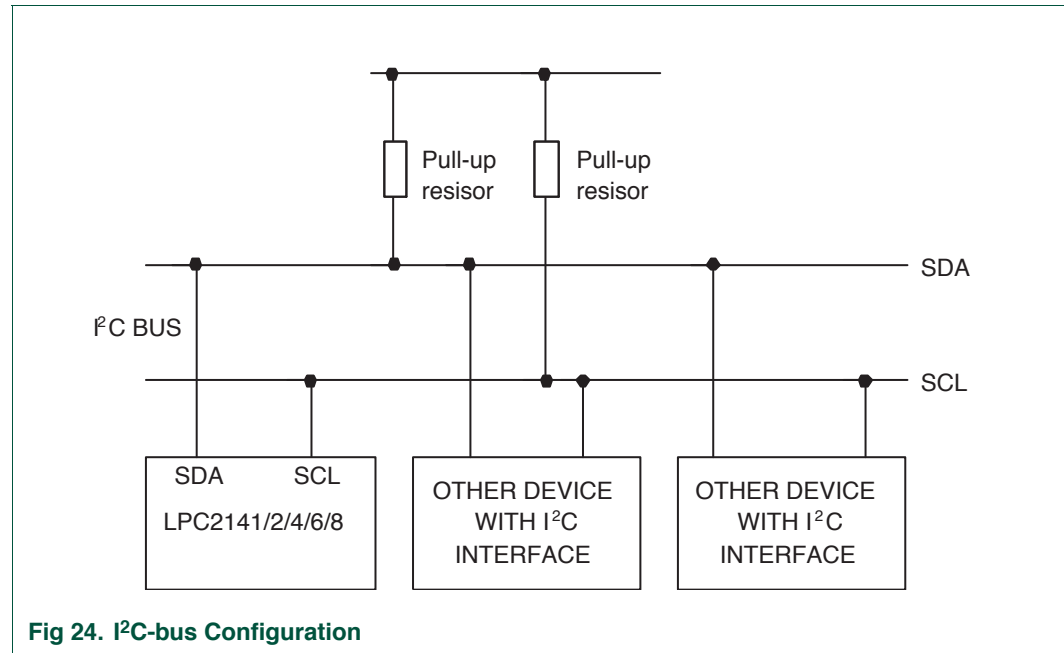 Pull-up
resisor
Pull-up
resisor
SDA
I²C BUS
SCL
SDA SCL
LPC2141/2/4/6/8
OTHER DEVICE
WITH I²C
INTERFACE
OTHER DEVICE
WITH I²C
INTERFACE
Fig 24. I²C-bus Configuration